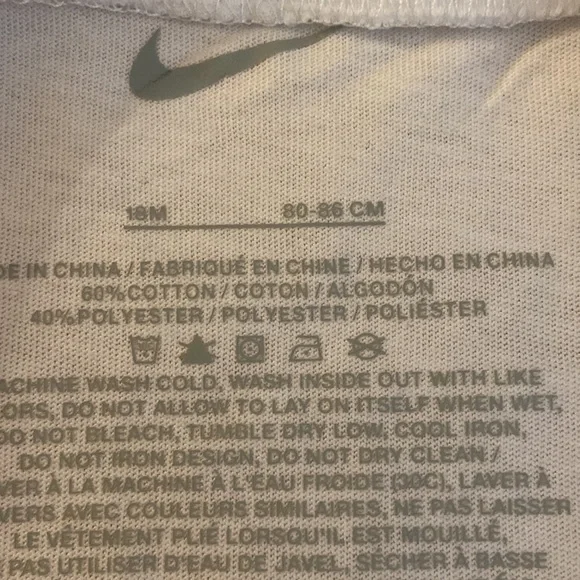 18M 80-86 CM
DE IN CHINA / FABRIQUÉ EN CHINE / HECHO EN CHINA
60% COTTON / COTON / ALGODÓN
40% POLYESTER / POLYESTER / POLIÉSTER
ACHINE WASH COLD, WASH INSIDE OUT WITH LIKE
ORS, DO NOT ALLOW TO LAY ON ITSELF WHEN WET,
DO NOT BLEACH, TUMBLE DRY LOW, COOL IRON,
DO NOT IRON DESIGN, DO NOT DRY CLEAN /
VER À LA MACHINE À L'EAU FROIDE (30C), LAVER À
VERS AVEC COULEURS SIMILAIRES, NE PAS LAISSER
LE VÊTEMENT PLIÉ LORSQU'IL EST MOUILLÉ,
PAS UTILISER D'EAU DE JAVEL, SÉCHER À BASSE